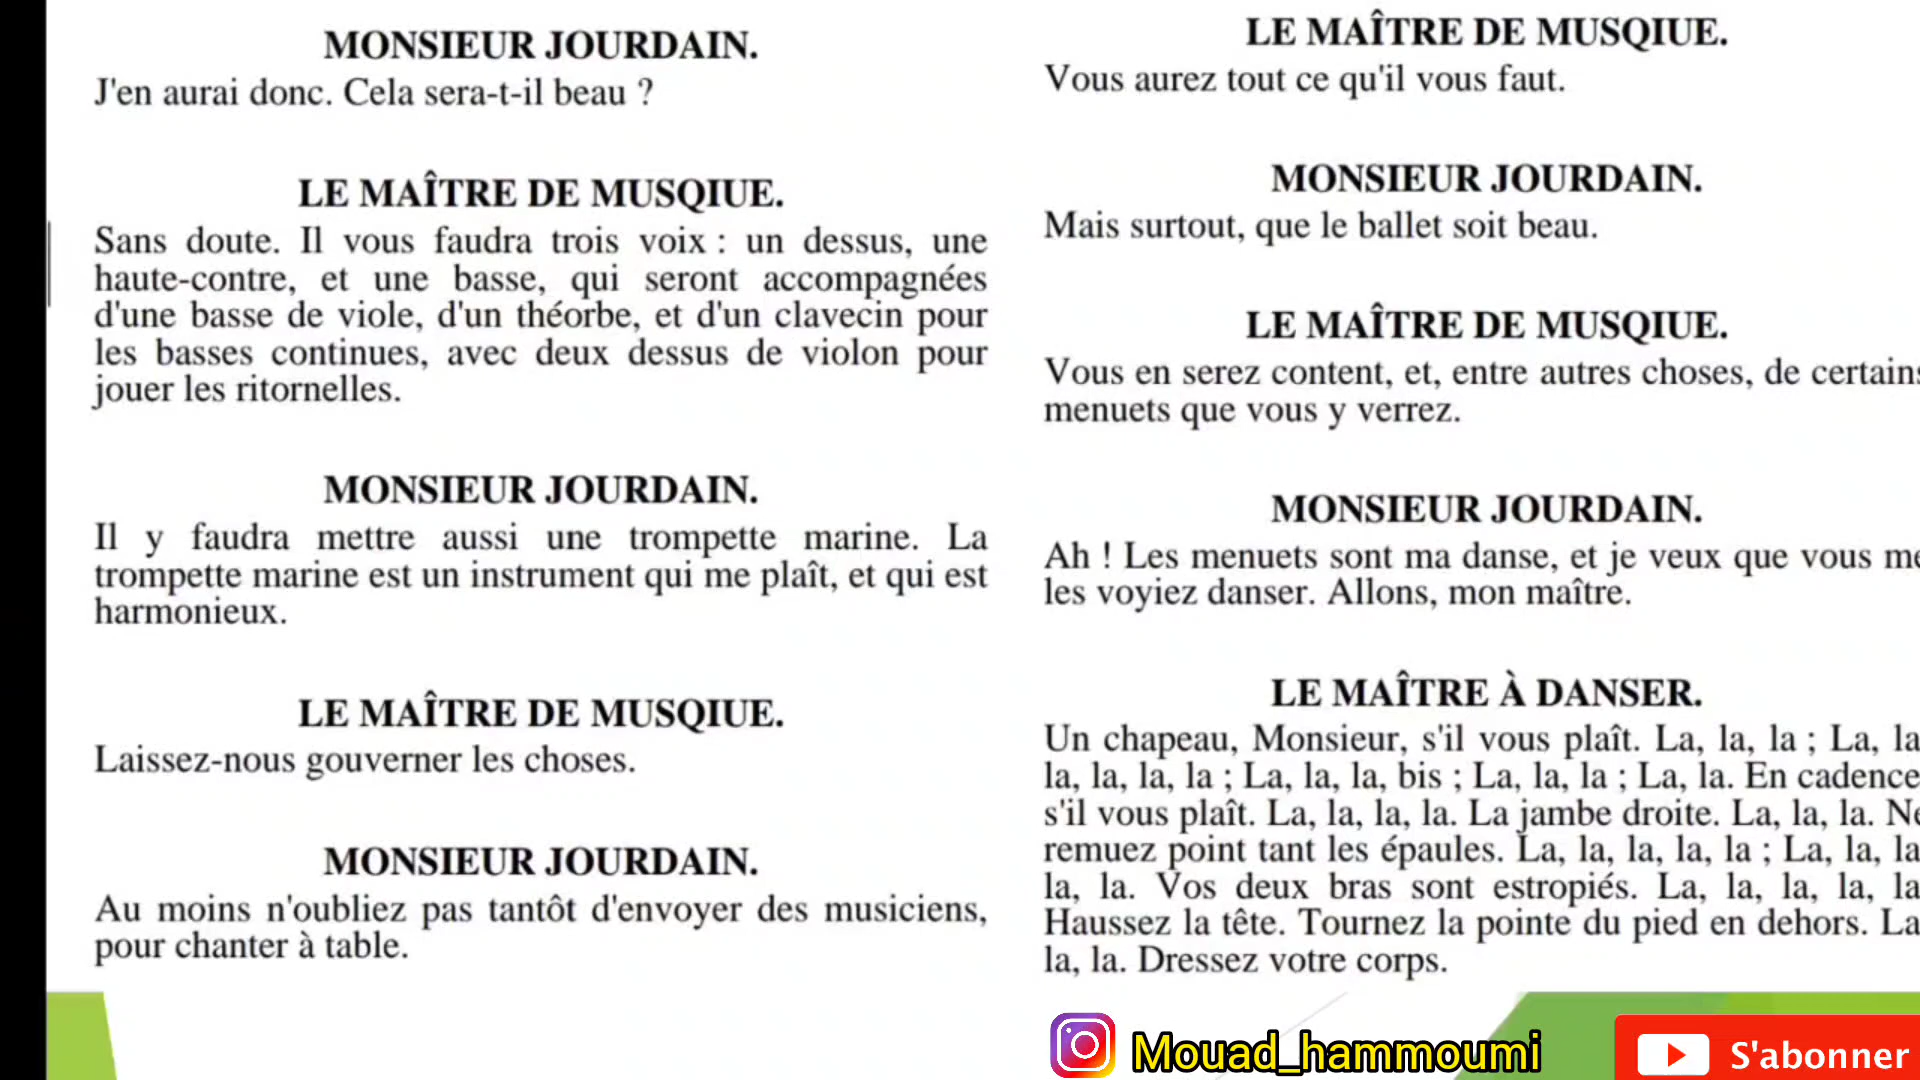 MONSIEUR JOURDAIN.
J'en aurai donc. Cela sera-t-il beau ?
LE MAÎTRE DE MUSQIUE.
Sans doute. Il vous faudra trois voix : un dessus, une
haute-contre, et une basse, qui seront accompagnées
d'une basse de viole, d'un théorbe, et d'un clavecin pour
les basses continues, avec deux dessus de violon pour
jouer les ritornelles.
MONSIEUR JOURDAIN.
Il y faudra mettre aussi une trompette marine. La
trompette marine est un instrument qui me plaît, et qui est
harmonieux.
LE MAÎTRE DE MUSQIUE.
Laissez-nous gouverner les choses.
MONSIEUR JOURDAIN.
Au moins n'oubliez pas tantôt d'envoyer des musiciens,
pour chanter à table.
LE MAÎTRE DE MUSQIUE.
Vous aurez tout ce qu'il vous faut.
MONSIEUR JOURDAIN.
Mais surtout, que le ballet soit beau.
LE MAÎTRE DE MUSQIUE.
Vous en serez content, et, entre autres choses, de certains
menuets que vous y verrez.
MONSIEUR JOURDAIN.
Ah ! Les menuets sont ma danse, et je veux que vous me
les voyiez danser. Allons, mon maître.
LE MAÎTRE À DANSER.
Un chapeau, Monsieur, s'il vous plaît. La, la, la ; La, la
la, la, la, la ; La, la, la, bis ; La, la, la ; La, la. En cadence
s'il vous plaît. La, la, la, la. La jambe droite. La, la, la. Ne
remuez point tant les épaules. La, la, la, la, la ; La, la, la
la, la. Vos deux bras sont estropiés. La, la, la, la, la
Haussez la tête. Tournez la pointe du pied en dehors. La
la, la. Dressez votre corps.
Mouad_hammoumi
S'abonner